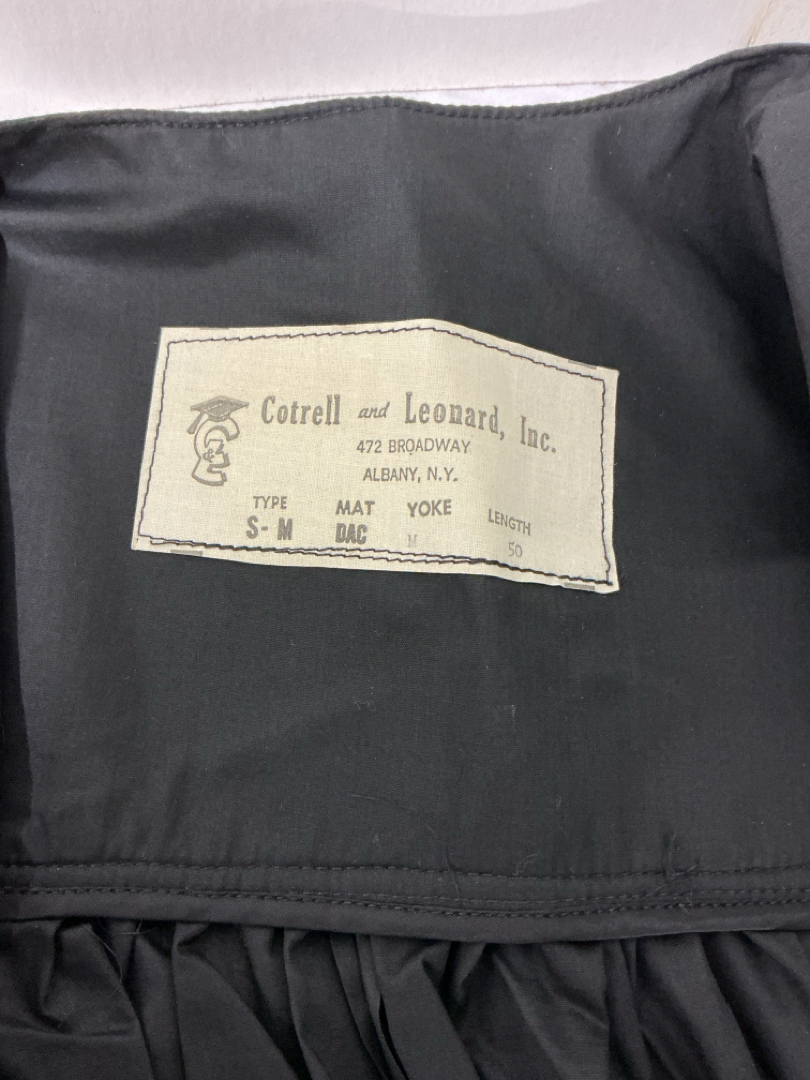 Cotrell and Leonard, Inc.
472 BROADWAY
ALBANY, N.Y.
TYPE MAT YOKE LENGTH
S-M DAC M 50